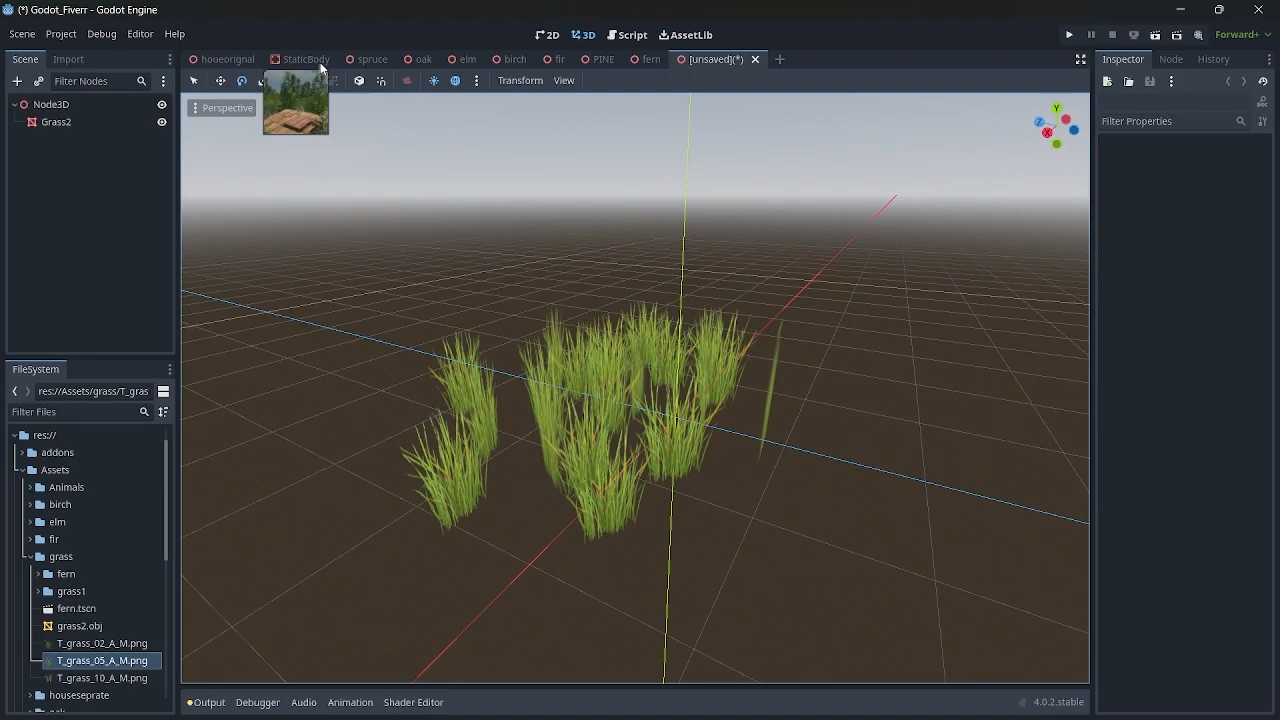 (*) Godot_Fiverr - Godot Engine
Scene Project Debug Editor Help
2D 3D Script AssetLib
Forward+
Scene Import
houeorignal StaticBody spruce oak elm birch fir PINE fern [unsaved](*)
Inspector Node History
Filter Nodes
Transform View
Node3D
Grass2
Perspective
Y
Z
X
DOC
Filter Properties
FileSystem
res://Assets/grass/T_gras
Filter Files
res://
addons
Assets
Animals
birch
elm
fir
grass
fern
grass1
fern.tscn
grass2.obj
T_grass_02_A_M.png
T_grass_05_A_M.png
T_grass_10_A_M.png
houseseprate
Output Debugger Audio Animation Shader Editor
4.0.2.stable